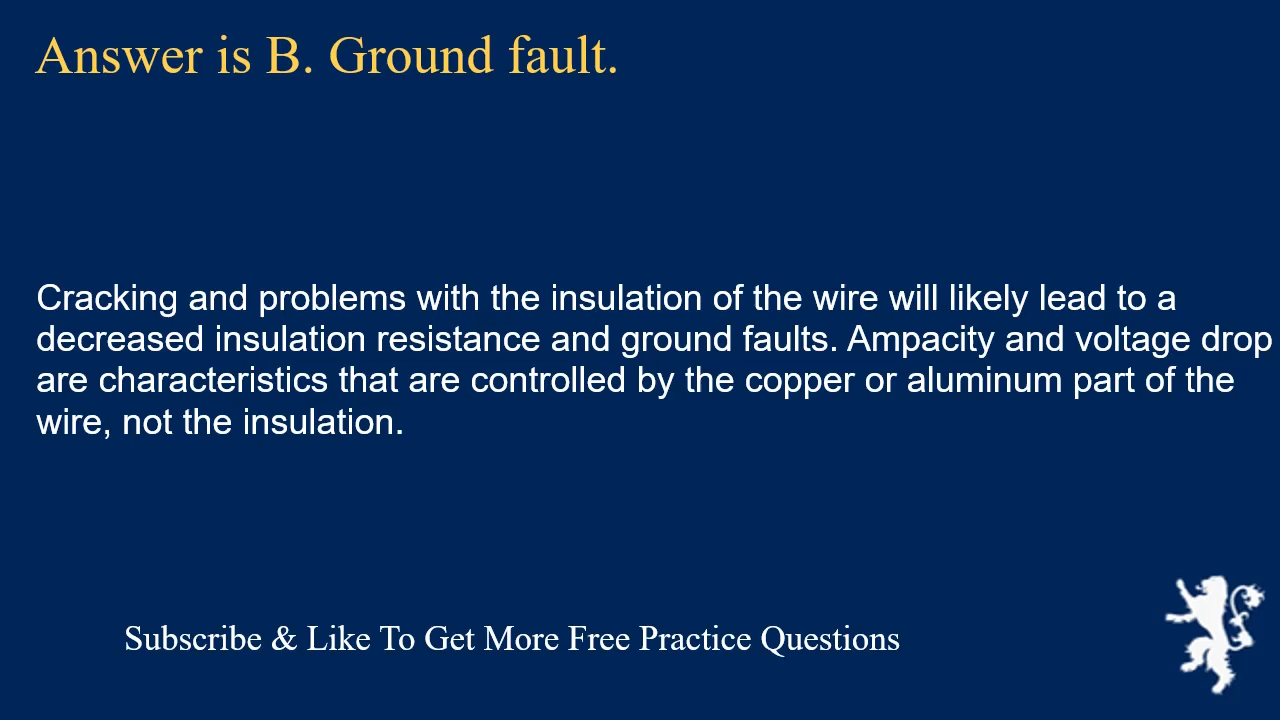 Answer is B. Ground fault.
Cracking and problems with the insulation of the wire will likely lead to a
decreased insulation resistance and ground faults. Ampacity and voltage drop
are characteristics that are controlled by the copper or aluminum part of the
wire, not the insulation.
Subscribe & Like To Get More Free Practice Questions